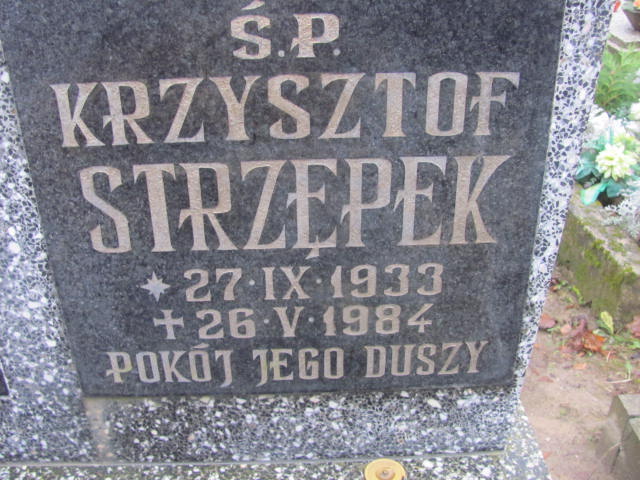 Ś.P.
KRZYSZTOF
STRZĘPEK
* 27·IX·1933
✝ 26·V·1984
POKÓJ JEGO DUSZY